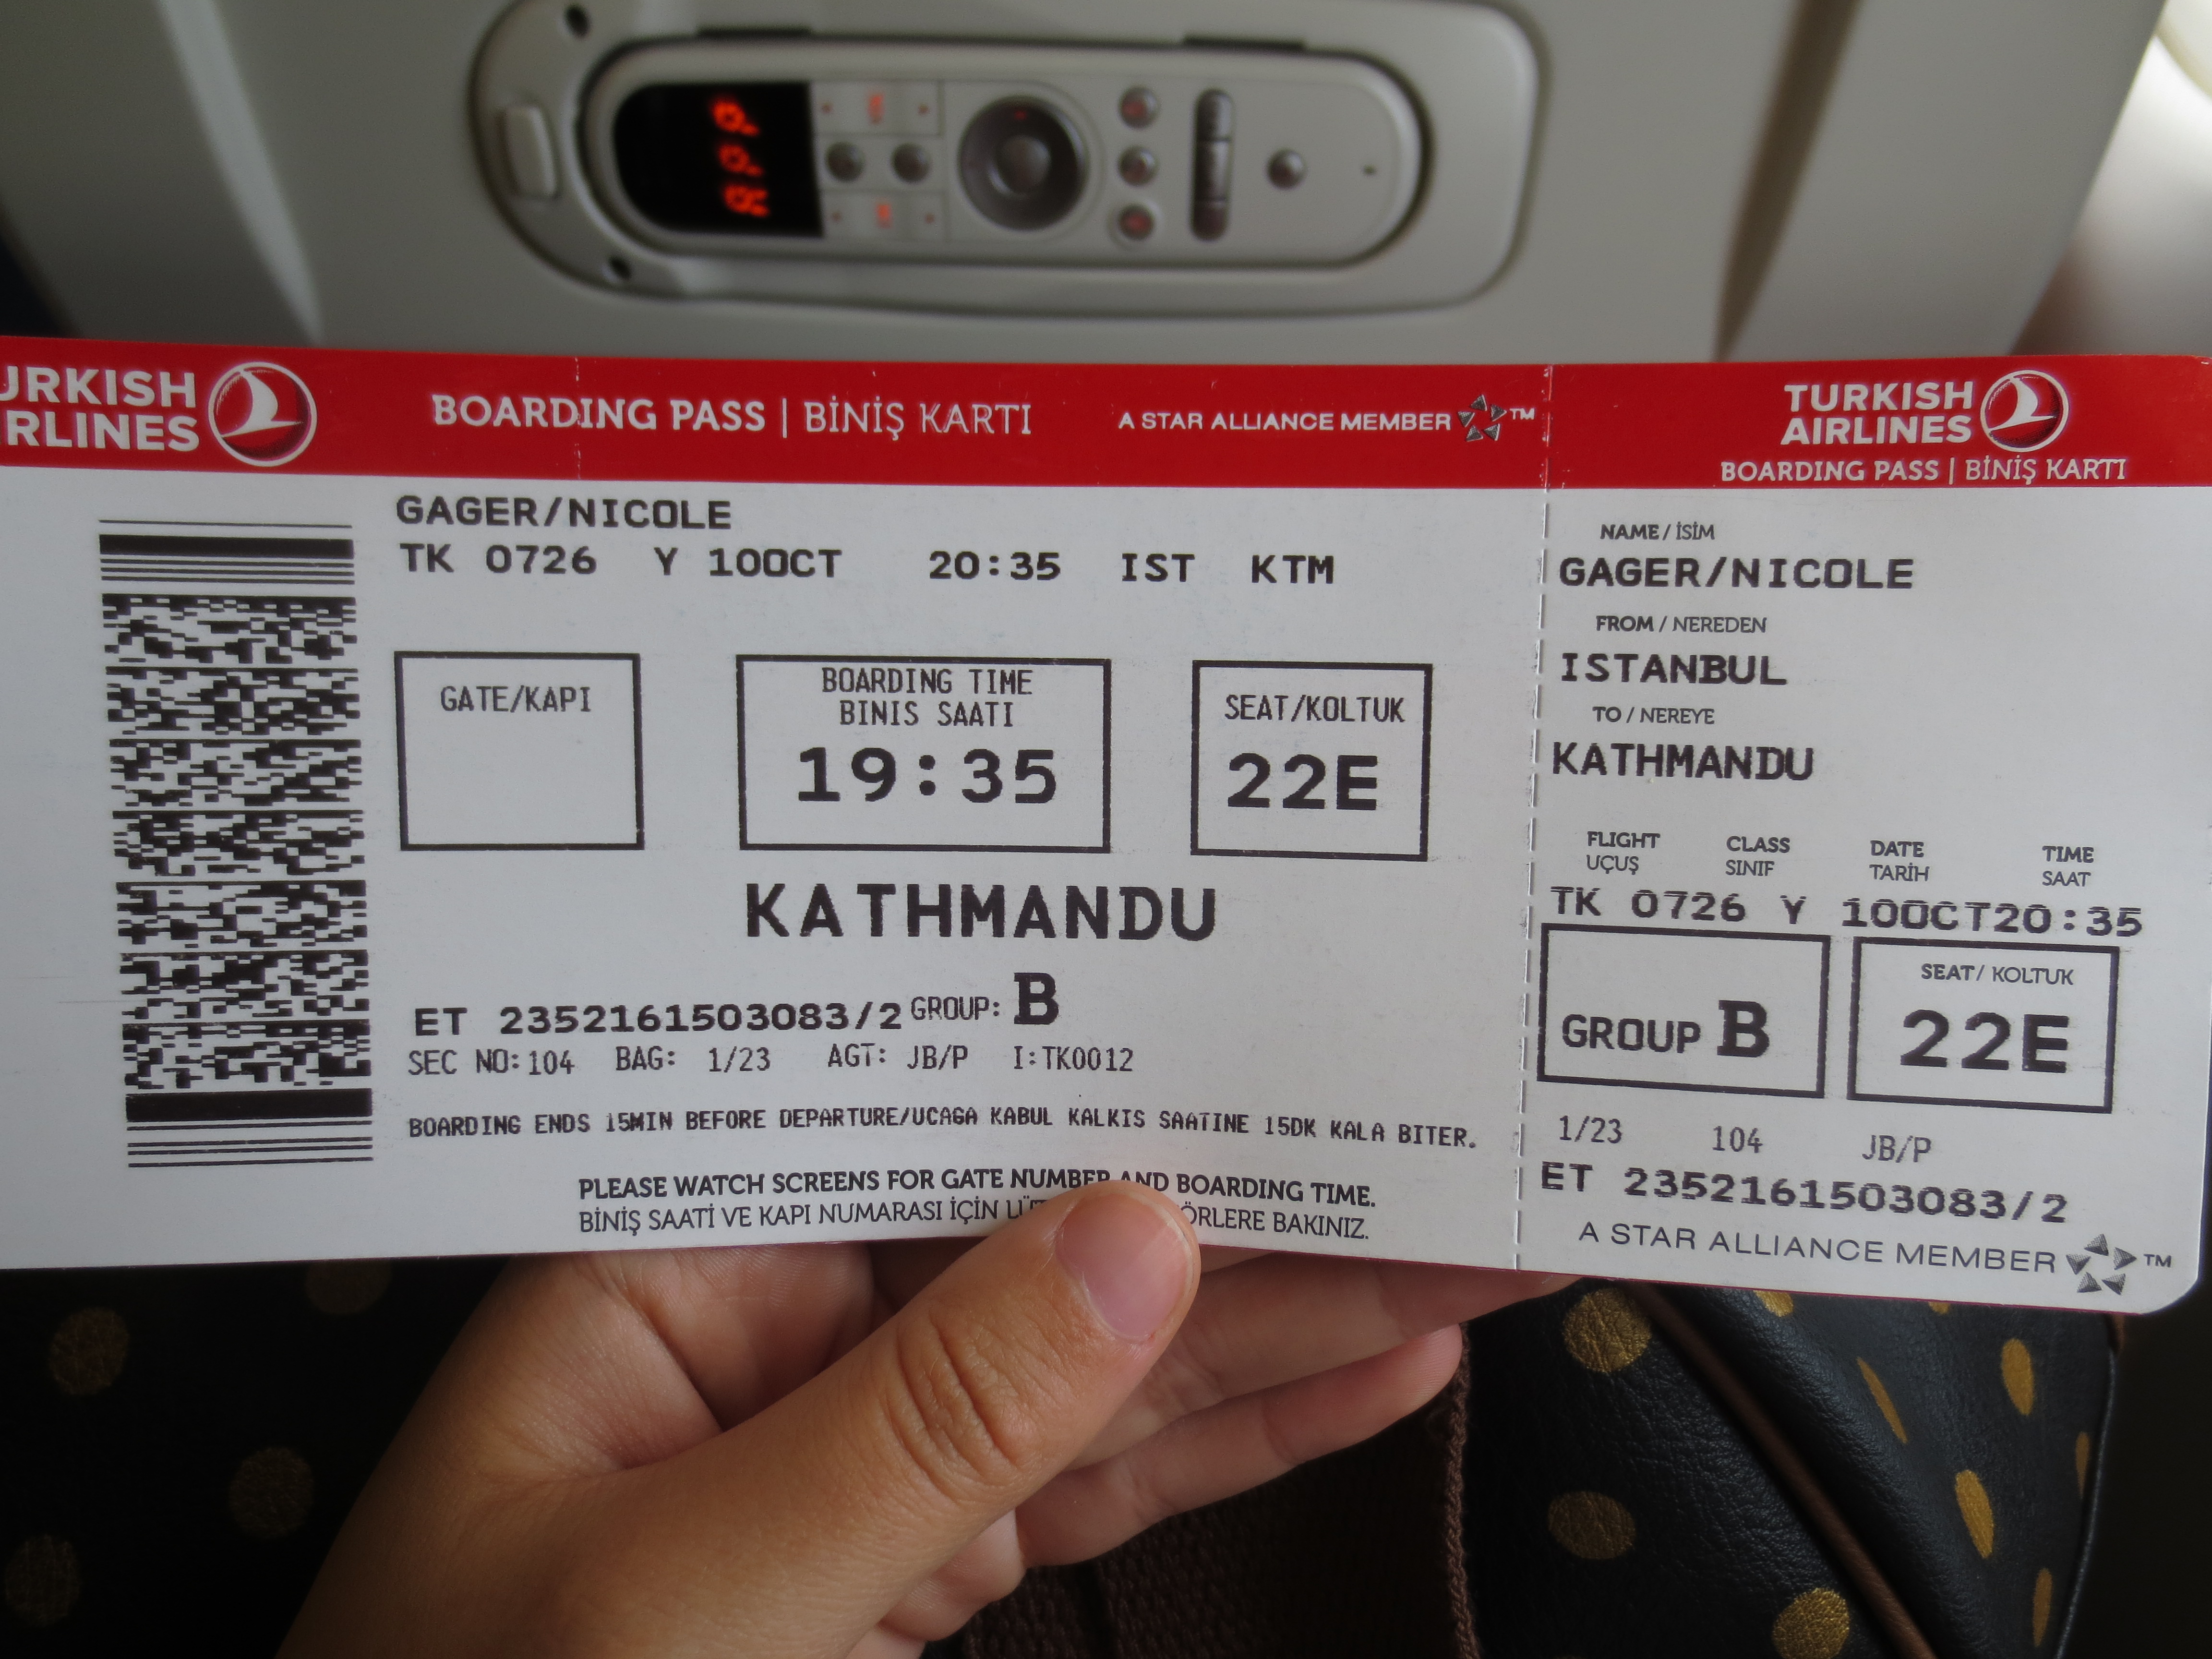 URKISH
IRLINES
BOARDING PASS | BİNİŞ KARTI
A STAR ALLIANCE MEMBER ™
GAGER/NICOLE
TK 0726 Y 10OCT 20:35 IST KTM
GATE/KAPI
BOARDING TIME
BINIS SAATI
19:35
SEAT/KOLTUK
22E
KATHMANDU
ET 2352161503083/2 GROUP: B
SEC NO: 104 BAG: 1/23 AGT: JB/P I:TK0012
BOARDING ENDS 15MIN BEFORE DEPARTURE/UCAGA KABUL KALKIS SAATINE 15DK KALA BITER.
PLEASE WATCH SCREENS FOR GATE NUMBER AND BOARDING TIME.
BİNİŞ SAATİ VE KAPI NUMARASI İÇİN BAKINIZ.
TURKISH
AIRLINES
BOARDING PASS | BİNİŞ KARTI
NAME / İSİM
GAGER/NICOLE
FROM / NEREDEN
ISTANBUL
TO / NEREYE
KATHMANDU
FLIGHT CLASS DATE TIME
UÇUŞ SINIF TARİH SAAT
TK 0726 Y 10OCT20:35
GROUP B
SEAT/ KOLTUK
22E
1/23 104 JB/P
ET 2352161503083/2
A STAR ALLIANCE MEMBER ™